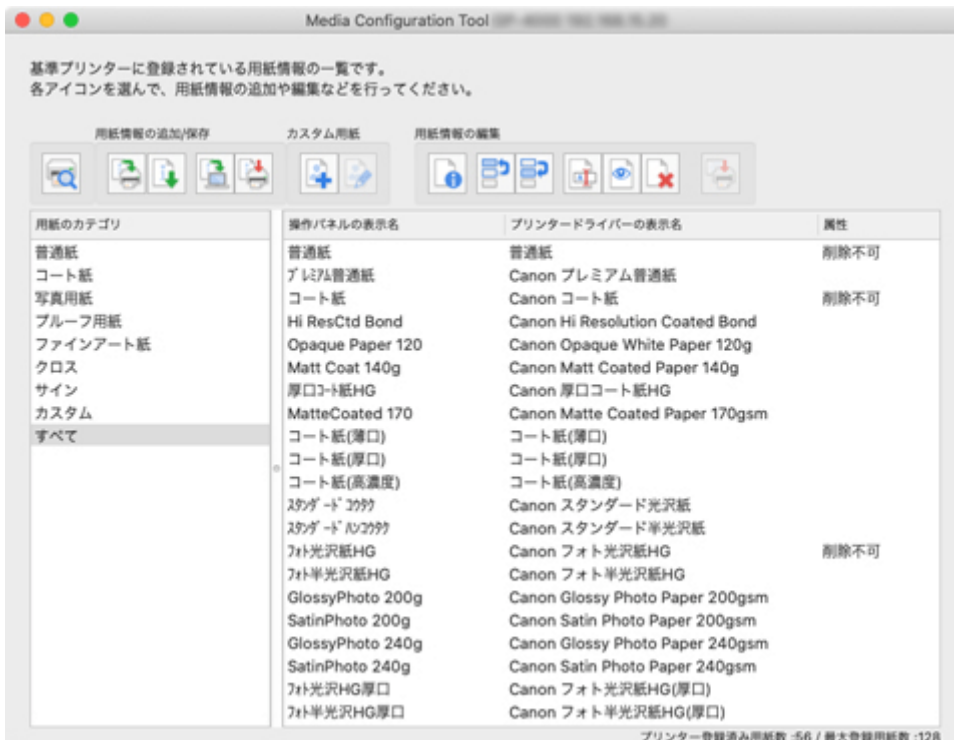 Media Configuration Tool
基準プリンターに登録されている用紙情報の一覧です。
各アイコンを選んで、用紙情報の追加や編集などを行ってください。
用紙情報の追加/保存 カスタム用紙 用紙情報の編集
用紙のカテゴリ 操作パネルの表示名 プリンタードライバーの表示名 属性
普通紙 普通紙 普通紙 削除不可
コート紙 ﾌﾟﾚﾐｱﾑ普通紙 Canon プレミアム普通紙
写真用紙 コート紙 Canon コート紙 削除不可
プルーフ用紙 Hi ResCtd Bond Canon Hi Resolution Coated Bond
ファインアート紙 Opaque Paper 120 Canon Opaque White Paper 120g
クロス Matt Coat 140g Canon Matt Coated Paper 140g
サイン 厚口ｺｰﾄ紙HG Canon 厚口コート紙HG
カスタム MatteCoated 170 Canon Matte Coated Paper 170gsm
すべて コート紙(薄口) コート紙(薄口)
コート紙(厚口) コート紙(厚口)
コート紙(高濃度) コート紙(高濃度)
ｽﾀﾝﾀﾞｰﾄﾞｺｳﾀｸ Canon スタンダード光沢紙
ｽﾀﾝﾀﾞｰﾄﾞﾊﾝｺｳﾀｸ Canon スタンダード半光沢紙
ﾌｫﾄ光沢紙HG Canon フォト光沢紙HG 削除不可
ﾌｫﾄ半光沢紙HG Canon フォト半光沢紙HG
GlossyPhoto 200g Canon Glossy Photo Paper 200gsm
SatinPhoto 200g Canon Satin Photo Paper 200gsm
GlossyPhoto 240g Canon Glossy Photo Paper 240gsm
SatinPhoto 240g Canon Satin Photo Paper 240gsm
ﾌｫﾄ光沢HG厚口 Canon フォト光沢紙HG(厚口)
ﾌｫﾄ半光沢HG厚口 Canon フォト半光沢紙HG(厚口)
プリンター登録済み用紙数 :56 / 最大登録用紙数 :128